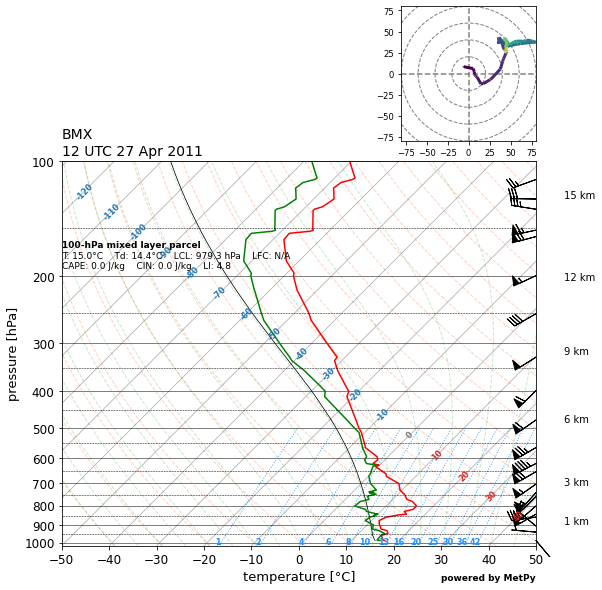 75
50
25
0
−25
−50
−75
−75 −50 −25 0 25 50 75
BMX
12 UTC 27 Apr 2011
100
200
300
400
500
600
700
800
900
1000
pressure [hPa]
-120
-110
-100
-90
-80
-70
-60
-50
-40
-30
-20
-10
0
10
20
30
100-hPa mixed layer parcel
T: 15.0°C Td: 14.4°C LCL: 979.3 hPa LFC: N/A
CAPE: 0.0 J/kg CIN: 0.0 J/kg LI: 4.8
15 km
12 km
9 km
6 km
3 km
1 km
1 2 4 6 8 10 13 16 20 25 30 36 42
−50 −40 −30 −20 −10 0 10 20 30 40 50
temperature [°C]
powered by MetPy